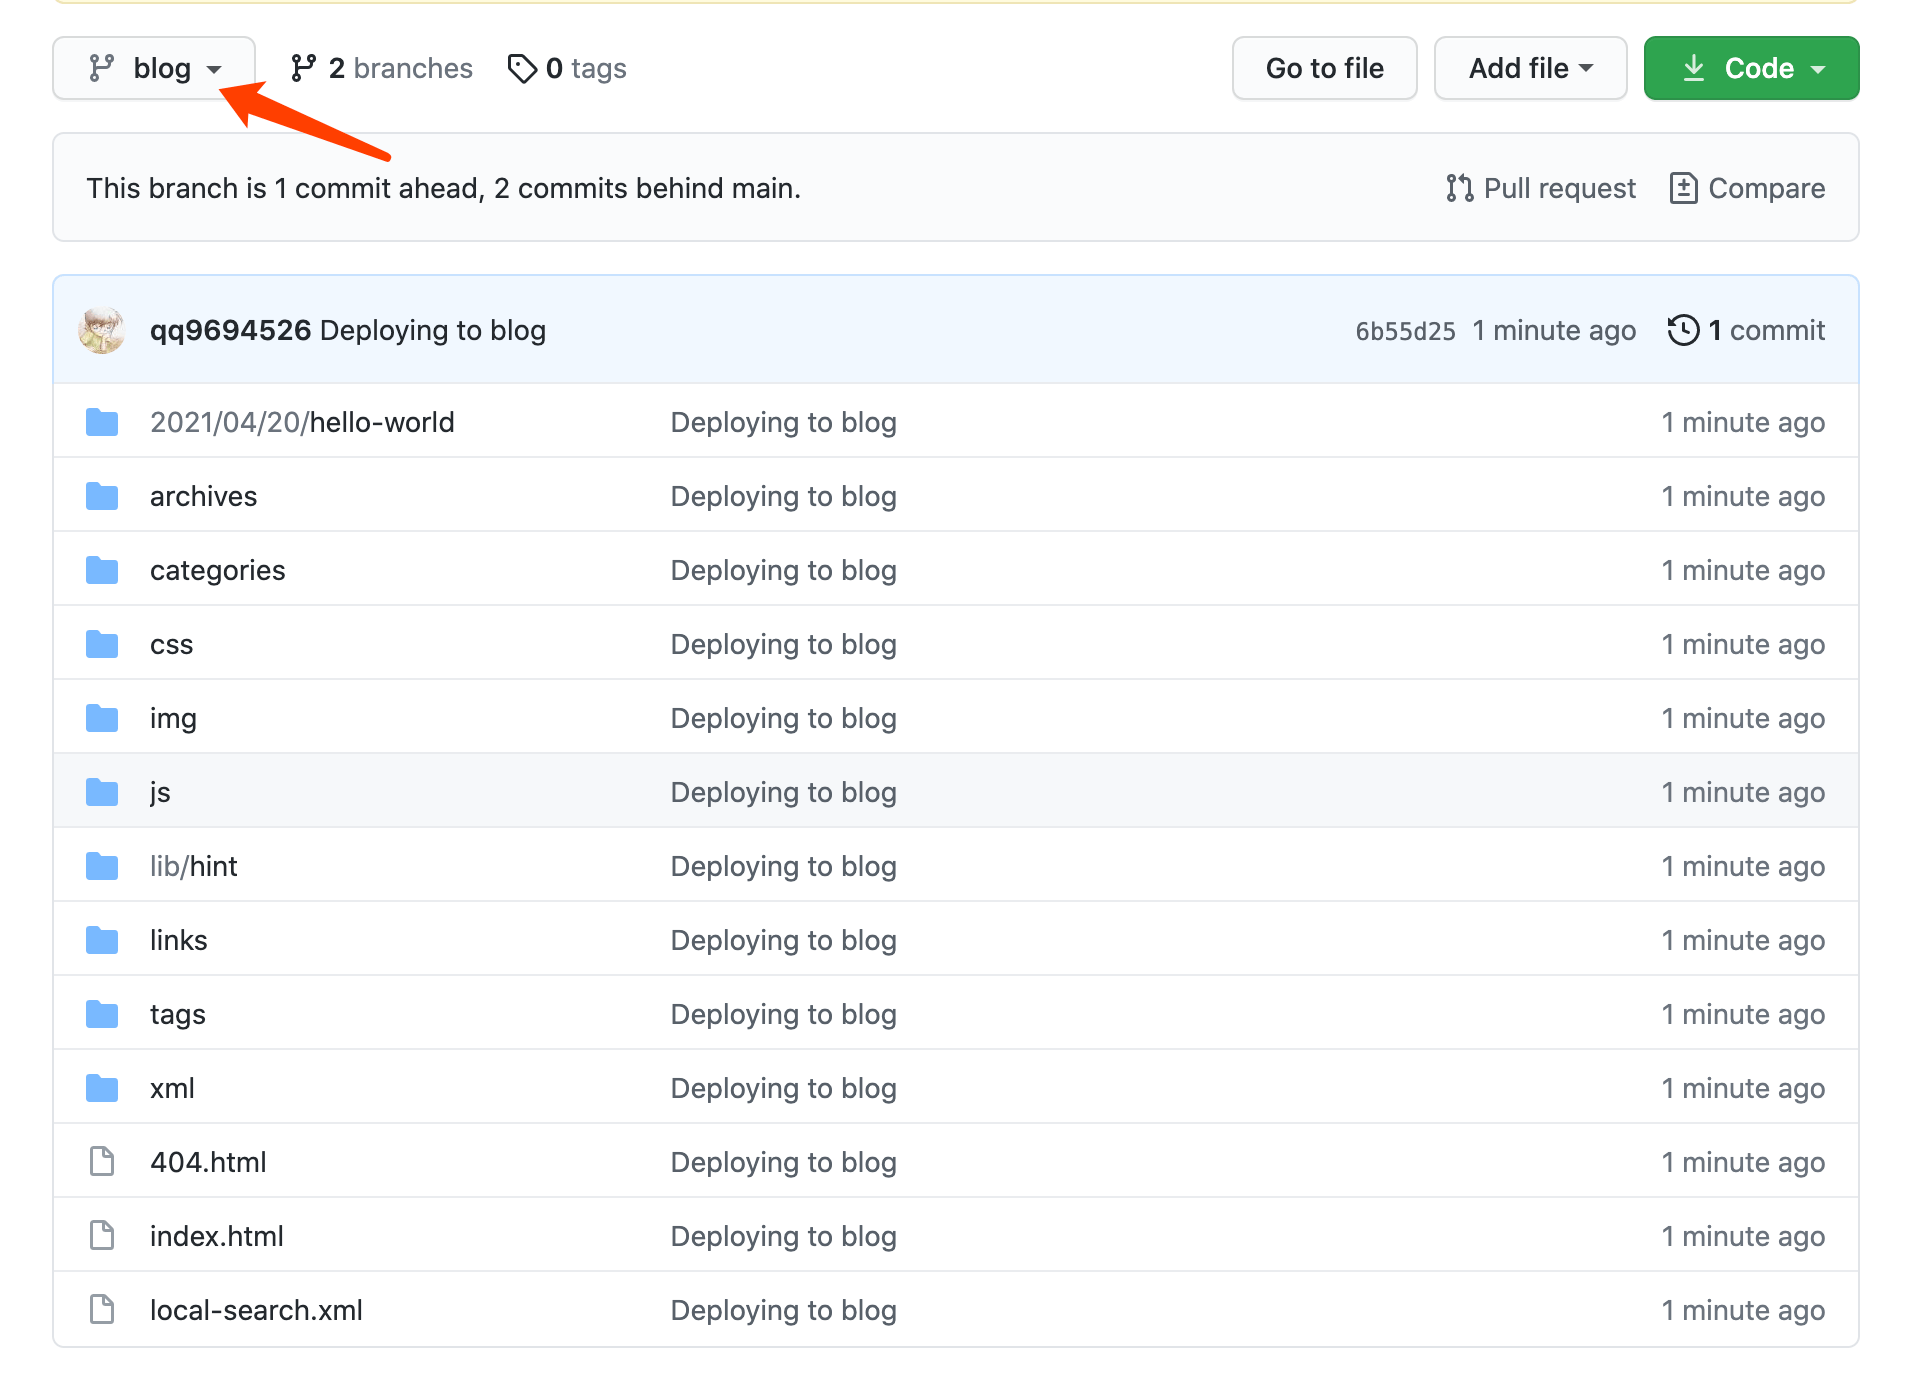 blog 2 branches 0 tags Go to file Add file Code
This branch is 1 commit ahead, 2 commits behind main. Pull request Compare
qq9694526 Deploying to blog 6b55d25 1 minute ago 1 commit
2021/04/20/hello-world Deploying to blog 1 minute ago
archives Deploying to blog 1 minute ago
categories Deploying to blog 1 minute ago
css Deploying to blog 1 minute ago
img Deploying to blog 1 minute ago
js Deploying to blog 1 minute ago
lib/hint Deploying to blog 1 minute ago
links Deploying to blog 1 minute ago
tags Deploying to blog 1 minute ago
xml Deploying to blog 1 minute ago
404.html Deploying to blog 1 minute ago
index.html Deploying to blog 1 minute ago
local-search.xml Deploying to blog 1 minute ago